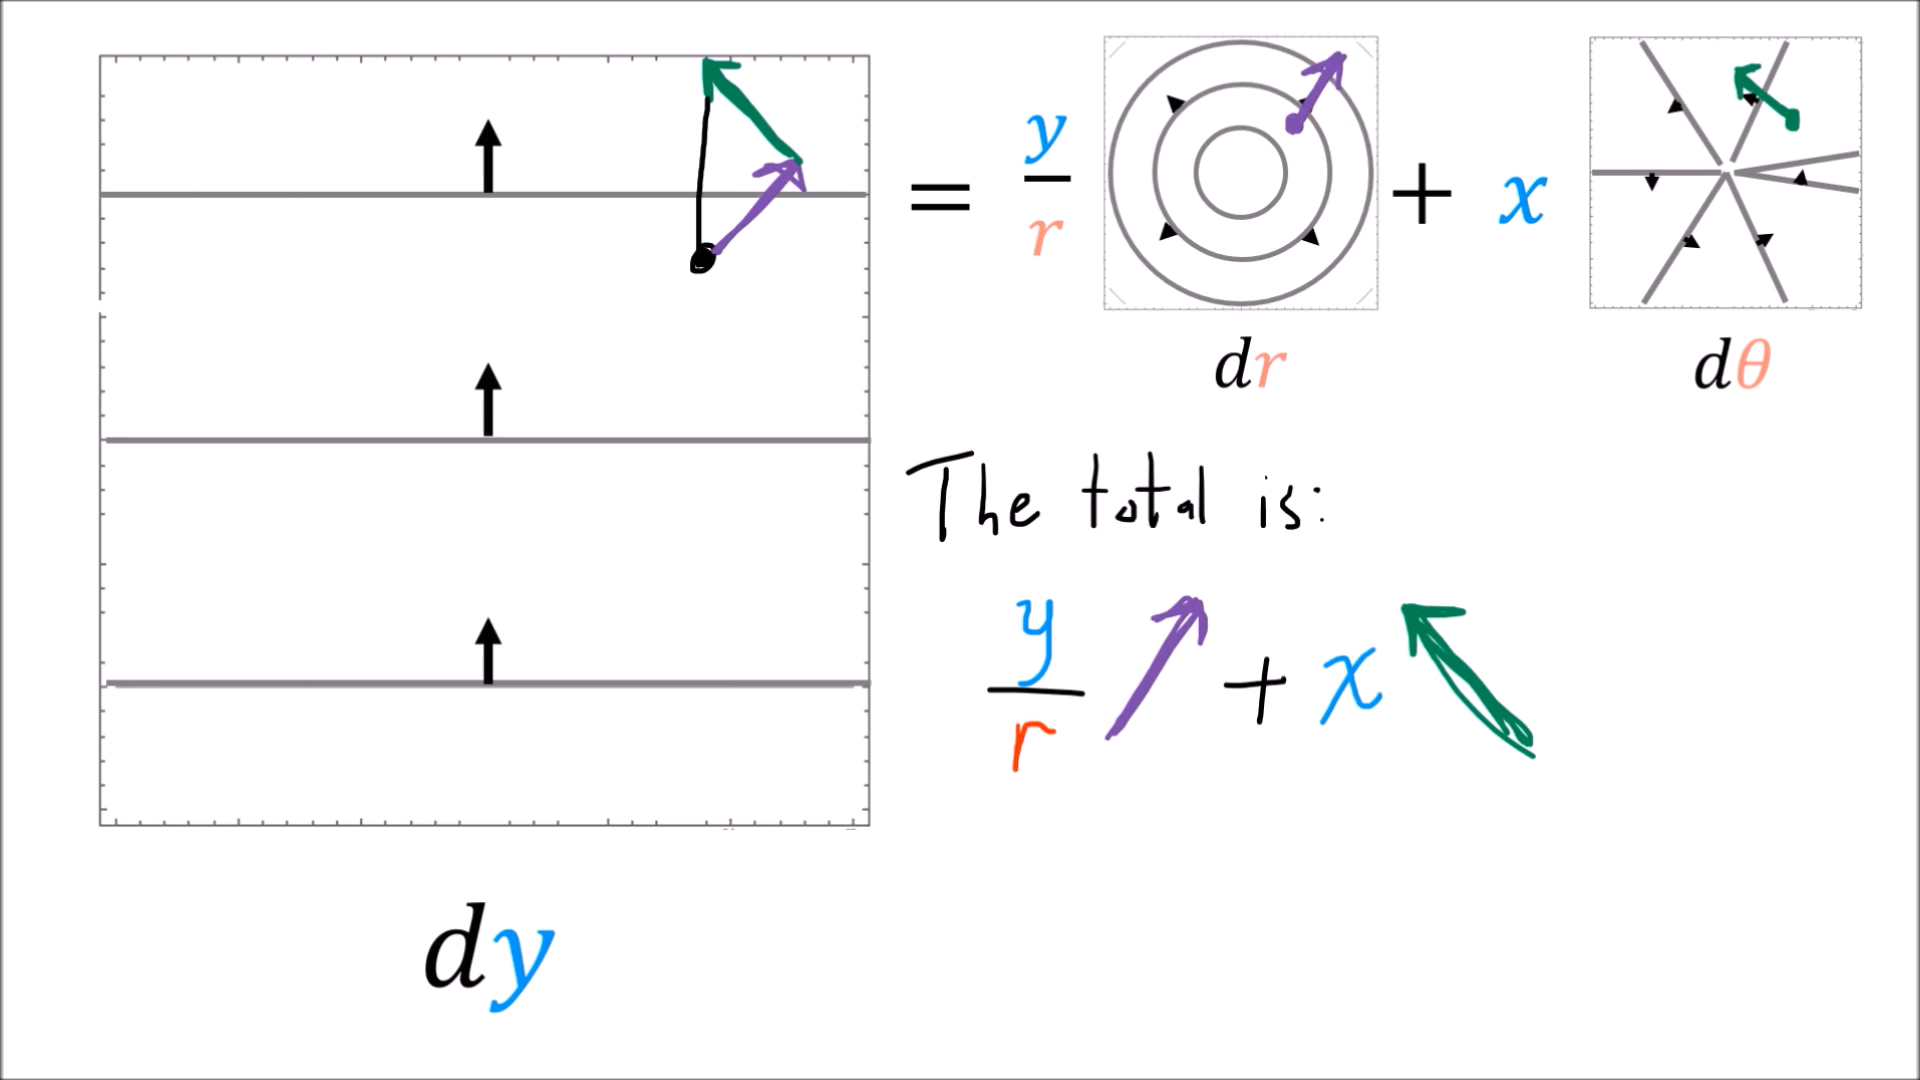 = y/r + x
dr dθ
The total is:
y/r + x
dy